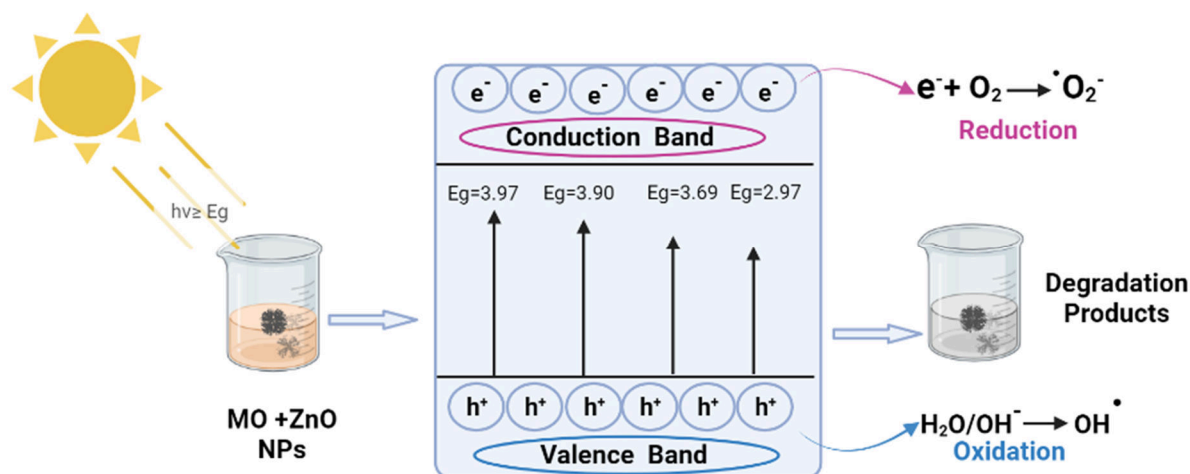 hv≥ Eg
MO +ZnO
NPs
e⁻ e⁻ e⁻ e⁻ e⁻ e⁻
Conduction Band
Eg=3.97 Eg=3.90 Eg=3.69 Eg=2.97
h⁺ h⁺ h⁺ h⁺ h⁺ h⁺
Valence Band
e⁻+ O₂ → •O₂⁻
Reduction
Degradation
Products
H₂O/OH⁻ → OH•
Oxidation